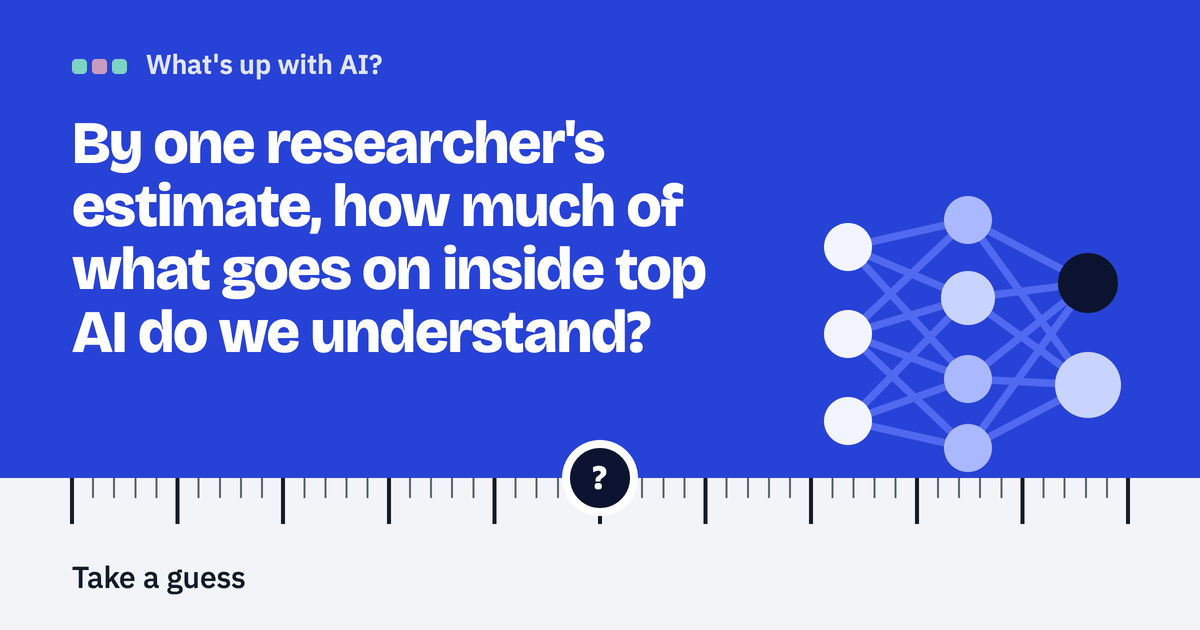 What's up with AI?
By one researcher's
estimate, how much of
what goes on inside top
AI do we understand?
?
Take a guess